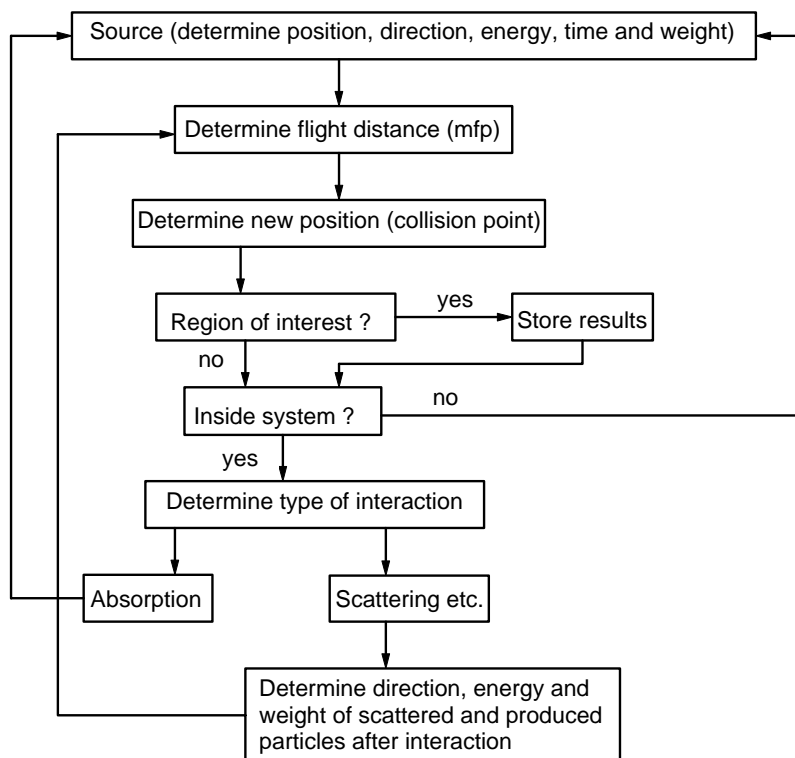 Source (determine position, direction, energy, time and weight)
Determine flight distance (mfp)
Determine new position (collision point)
Region of interest ?
yes
Store results
no
Inside system ?
no
yes
Determine type of interaction
Absorption
Scattering etc.
Determine direction, energy and
weight of scattered and produced
particles after interaction